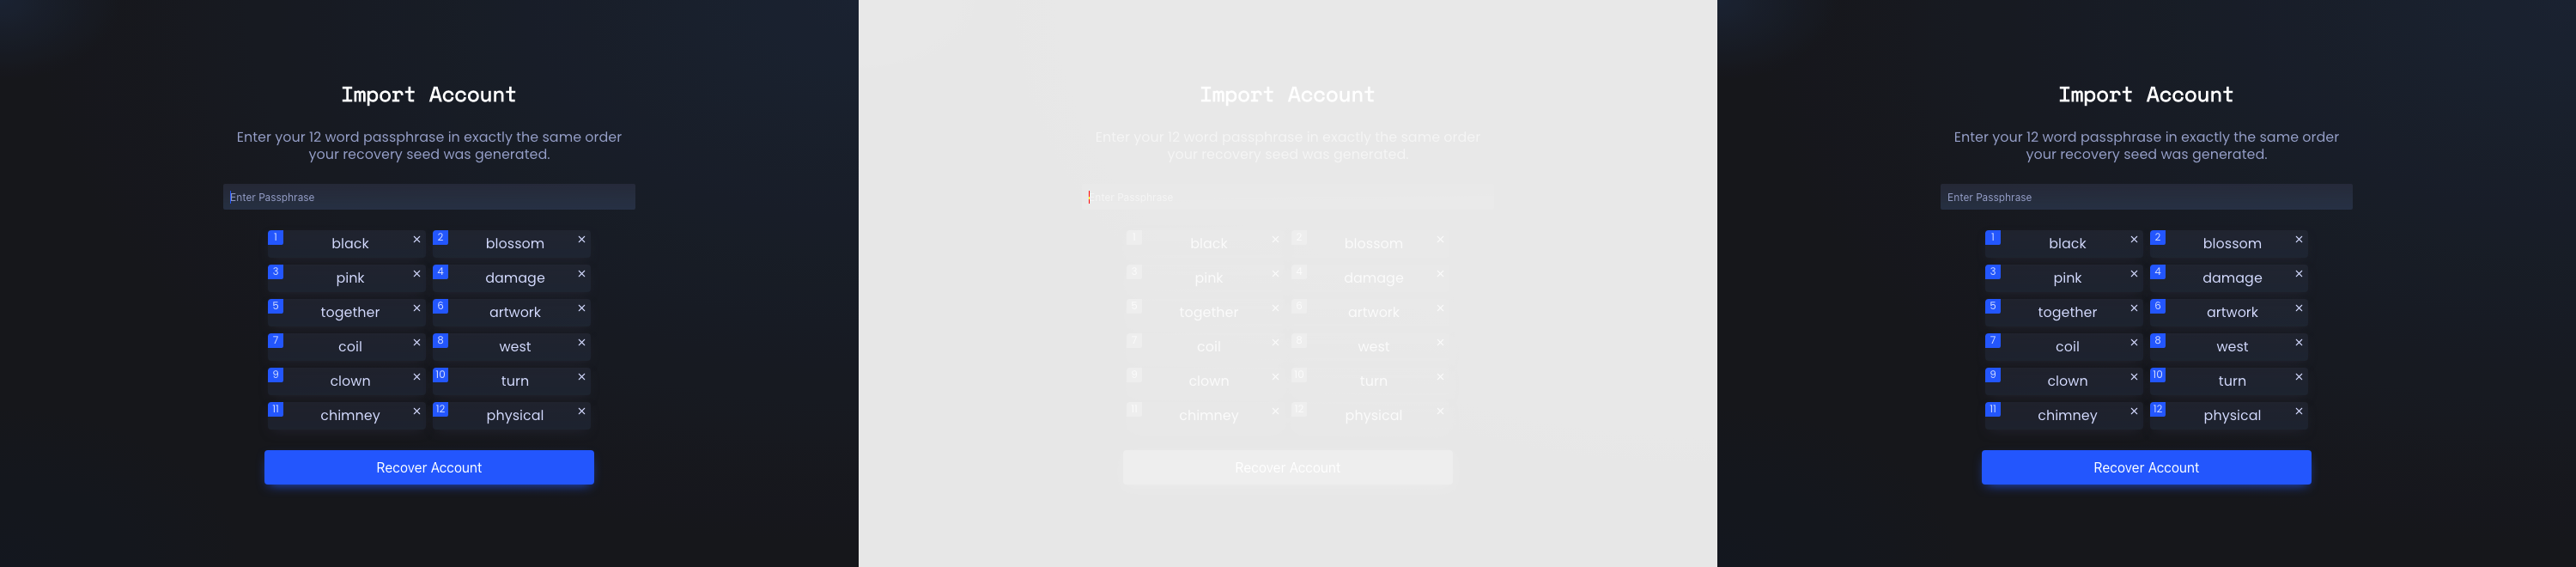 Import Account
Enter your 12 word passphrase in exactly the same order
your recovery seed was generated.
Enter Passphrase
1 black × 2 blossom ×
3 pink × 4 damage ×
5 together × 6 artwork ×
7 coil × 8 west ×
9 clown × 10 turn ×
11 chimney × 12 physical ×
Recover Account
Import Account
Enter your 12 word passphrase in exactly the same order
your recovery seed was generated.
Enter Passphrase
1 black × 2 blossom ×
3 pink × 4 damage ×
5 together × 6 artwork ×
7 coil × 8 west ×
9 clown × 10 turn ×
11 chimney × 12 physical ×
Recover Account
Import Account
Enter your 12 word passphrase in exactly the same order
your recovery seed was generated.
Enter Passphrase
1 black × 2 blossom ×
3 pink × 4 damage ×
5 together × 6 artwork ×
7 coil × 8 west ×
9 clown × 10 turn ×
11 chimney × 12 physical ×
Recover Account